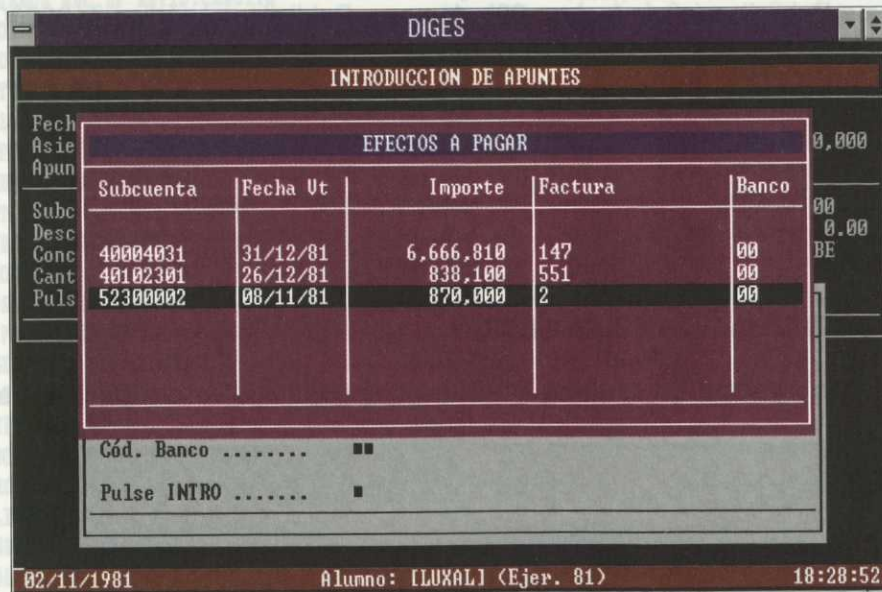 DIGES
INTRODUCCION DE APUNTES
Fech
Asie
Apun
0,000
EFECTOS A PAGAR
Subcuenta Fecha Vt Importe Factura Banco
40004031 31/12/81 6,666,810 147 00
40102301 26/12/81 838,100 551 00
52300002 08/11/81 870,000 2 00
Subc
Desc
Conc
Cant
Puls
00
0.00
BE
Cód. Banco ........
Pulse INTRO .......
02/11/1981 Alumno: [LUXAL] (Ejer. 81) 18:28:52